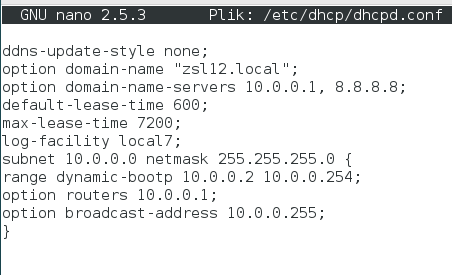 GNU nano 2.5.3 Plik: /etc/dhcp/dhcpd.conf
ddns-update-style none;
option domain-name "zsl12.local";
option domain-name-servers 10.0.0.1, 8.8.8.8;
default-lease-time 600;
max-lease-time 7200;
log-facility local7;
subnet 10.0.0.0 netmask 255.255.255.0 {
range dynamic-bootp 10.0.0.2 10.0.0.254;
option routers 10.0.0.1;
option broadcast-address 10.0.0.255;
}